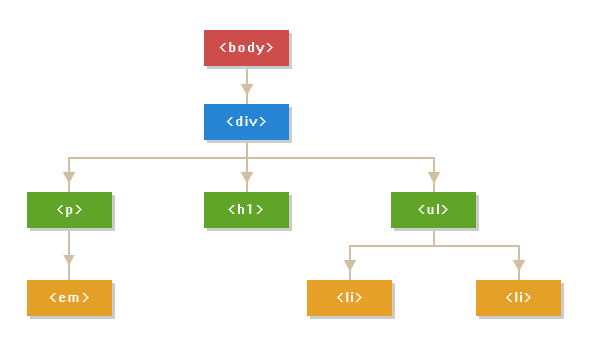 <body>
<div>
<p>
<h1>
<ul>
<em>
<li>
<li>